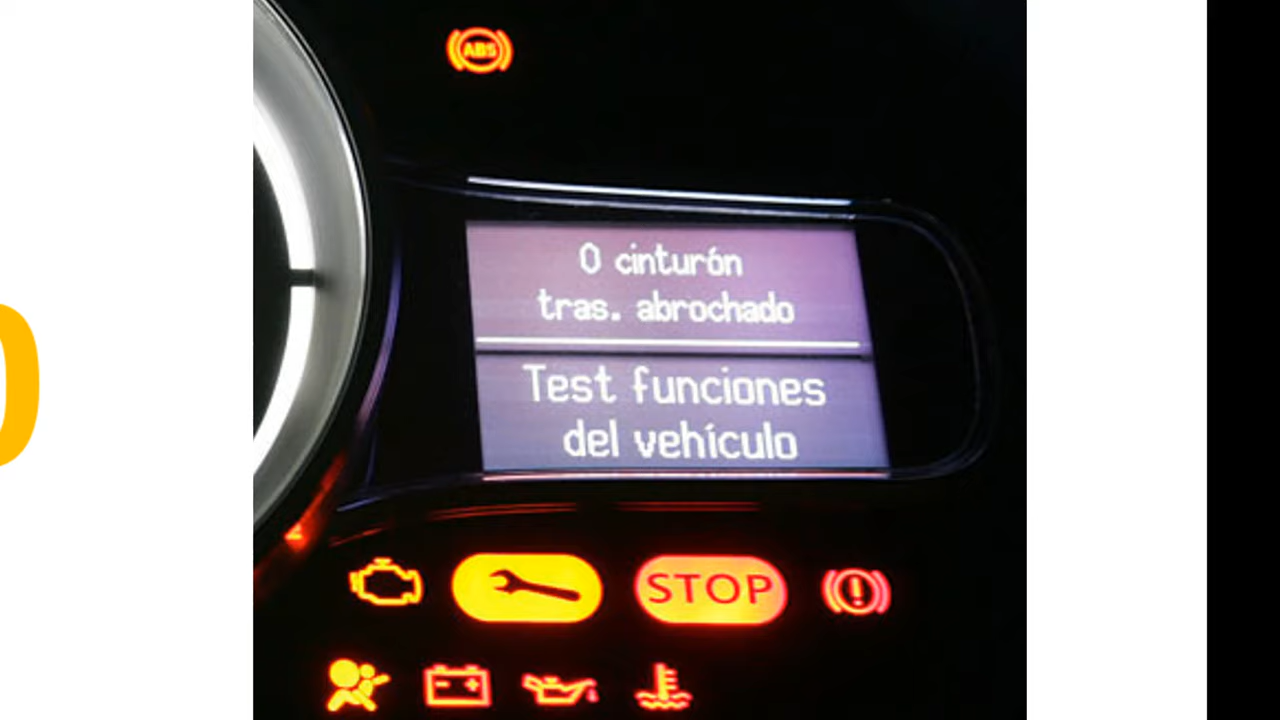 ABS
0 cinturón
tras. abrochado
Test funciones
del vehículo
STOP